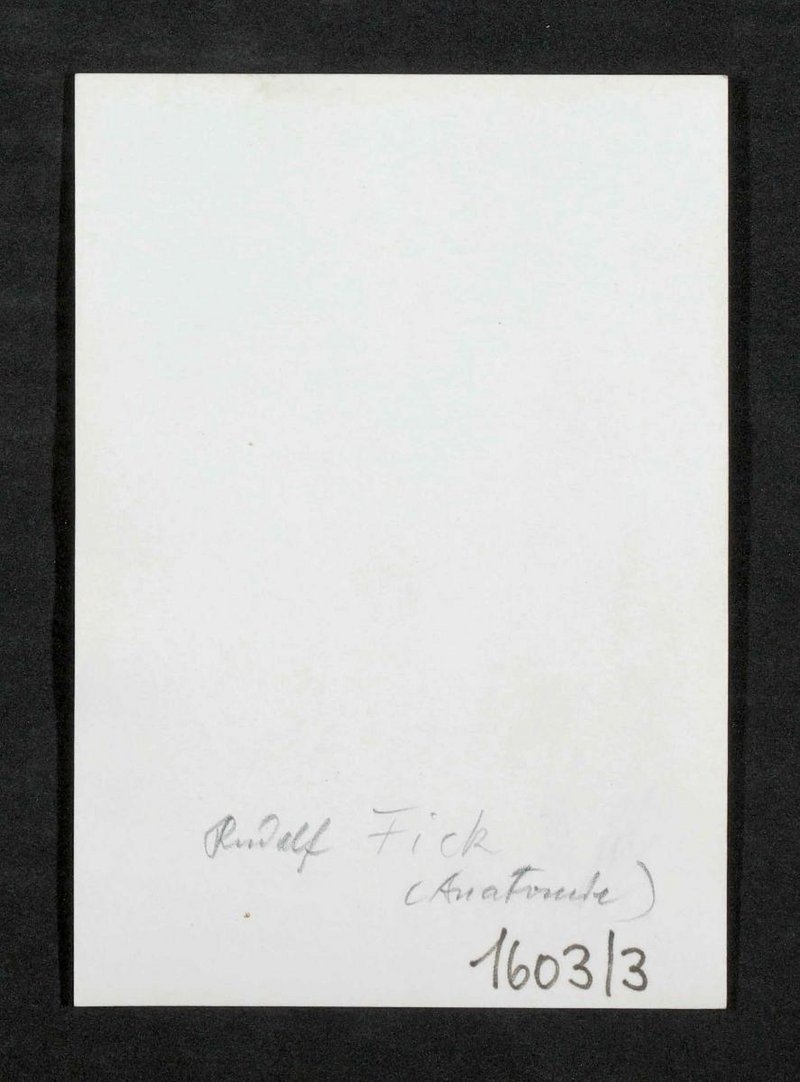 Rudolf Fick
(Anatomie)
1603/3